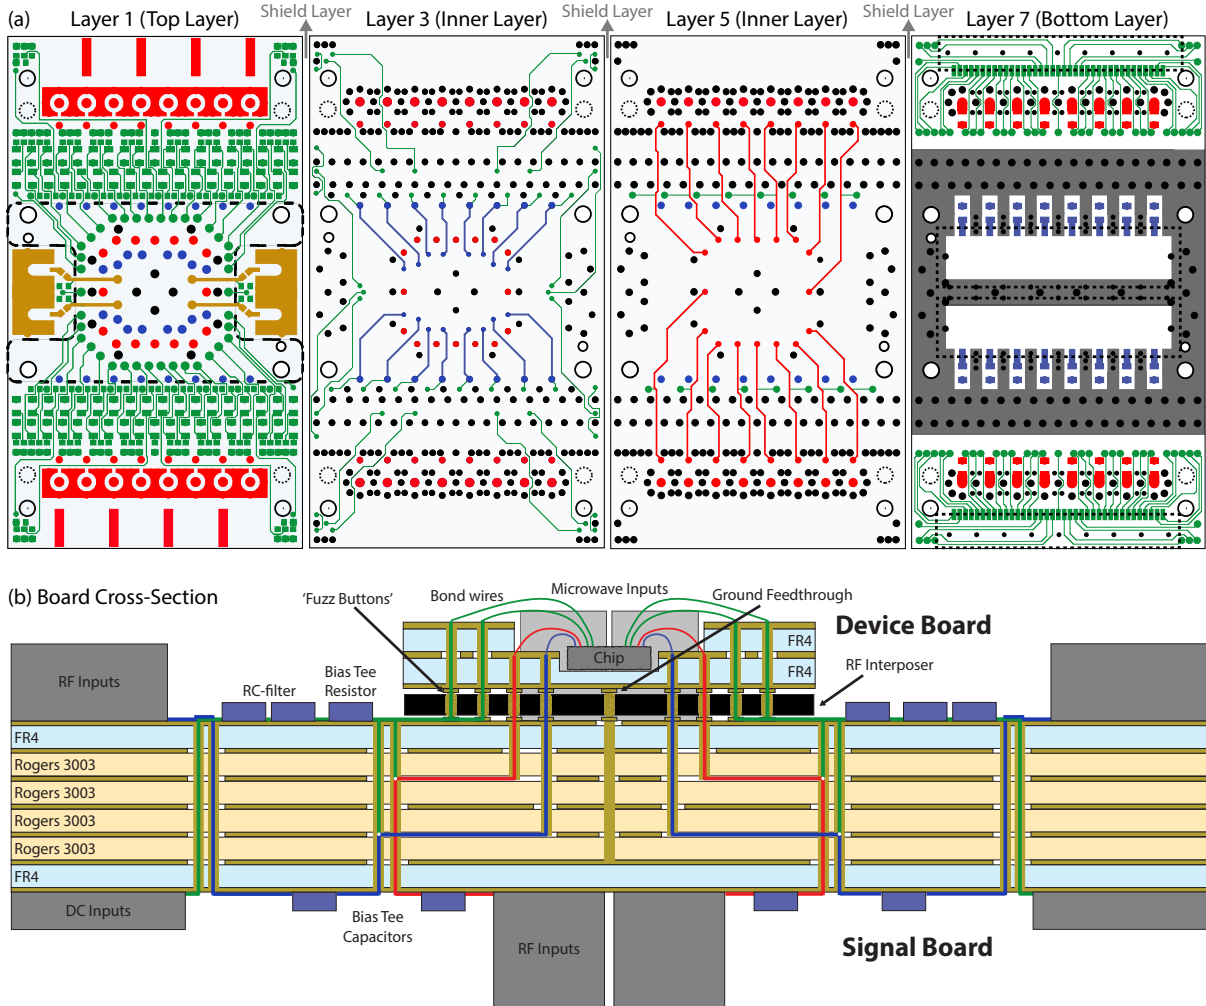 (a)
Layer 1 (Top Layer)
Shield Layer
Layer 3 (Inner Layer)
Shield Layer
Layer 5 (Inner Layer)
Shield Layer
Layer 7 (Bottom Layer)
(b) Board Cross-Section
'Fuzz Buttons'
Bond wires
Microwave Inputs
Ground Feedthrough
Device Board
FR4
FR4
Chip
RF Interposer
RF Inputs
RC-filter
Bias Tee
Resistor
FR4
Rogers 3003
Rogers 3003
Rogers 3003
Rogers 3003
FR4
DC Inputs
Bias Tee
Capacitors
RF Inputs
Signal Board